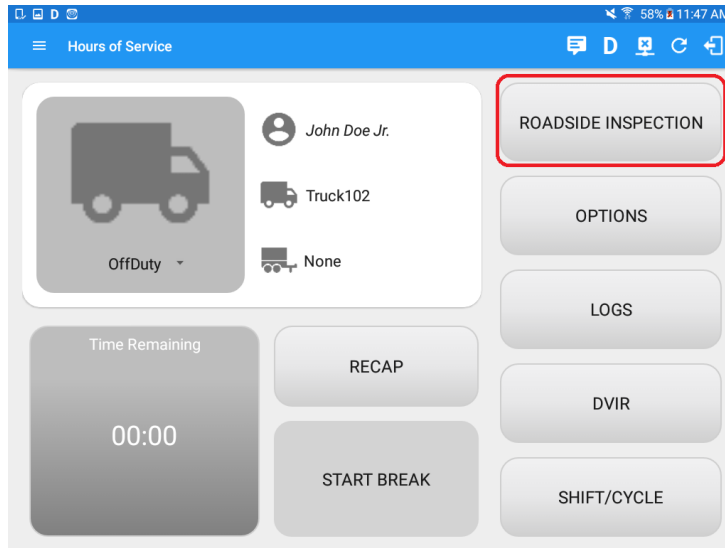 D
58% 11:47 AM
Hours of Service
D
John Doe Jr.
Truck102
OffDuty
None
ROADSIDE INSPECTION
OPTIONS
LOGS
DVIR
SHIFT/CYCLE
Time Remaining
00:00
RECAP
START BREAK